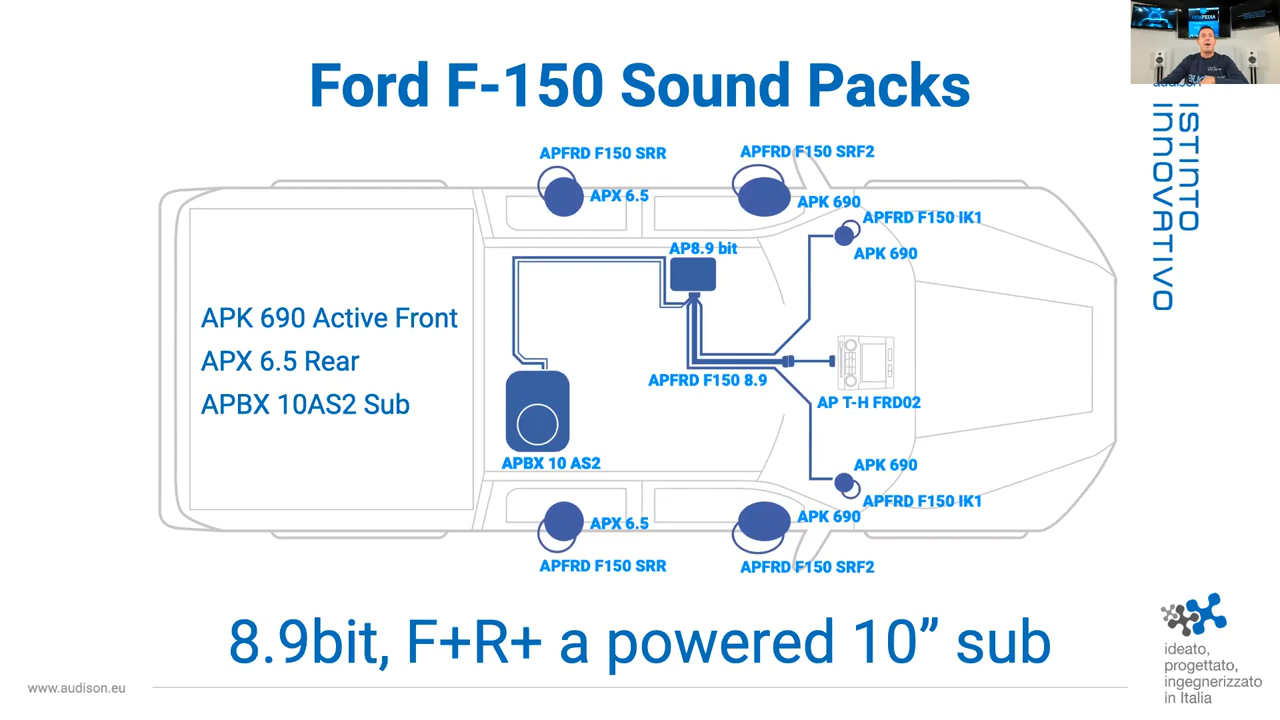 Ford F-150 Sound Packs
APFRD F150 SRR
APFRD F150 SRF2
APX 6.5
APK 690
APFRD F150 IK1
APK 690
AP8.9 bit
APK 690 Active Front
APX 6.5 Rear
APBX 10AS2 Sub
APFRD F150 8.9
AP T-H FRD02
APBX 10 AS2
APK 690
APFRD F150 IK1
APX 6.5
APK 690
APFRD F150 SRR
APFRD F150 SRF2
8.9bit, F+R+ a powered 10” sub
www.audison.eu
ISTINTO
INNOVATIVO
ideato,
progettato,
ingegnerizzato
in Italia